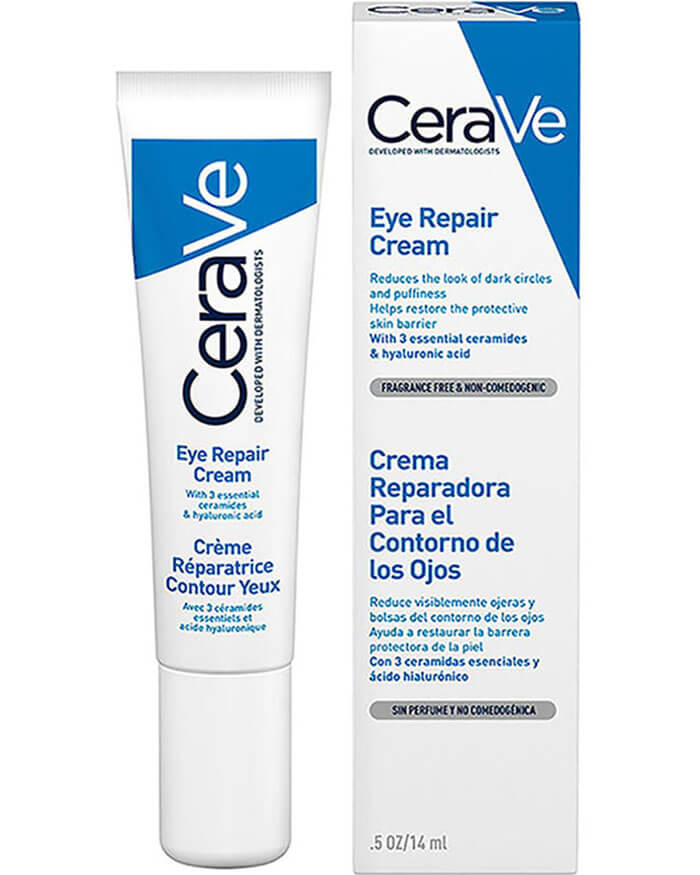 CeraVe
DEVELOPED WITH DERMATOLOGISTS
Eye Repair
Cream
With 3 essential
ceramides
& hyaluronic acid
Crème
Réparatrice
Contour Yeux
Avec 3 céramides
essentiels et
acide hyaluronique
CeraVe
CeraVe
DEVELOPED WITH DERMATOLOGISTS
Eye Repair
Cream
Reduces the look of dark circles
and puffiness
Helps restore the protective
skin barrier
With 3 essential ceramides
& hyaluronic acid
FRAGRANCE FREE & NON-COMEDOGENIC
Crema
Reparadora
Para el
Contorno de
los Ojos
Reduce visiblemente ojeras y
bolsas del contorno de los ojos
Ayuda a restaurar la barrera
protectora de la piel
Con 3 ceramidas esenciales y
ácido hialurónico
SIN PERFUME Y NO COMEDOGÉNICA
.5 OZ/14 ml